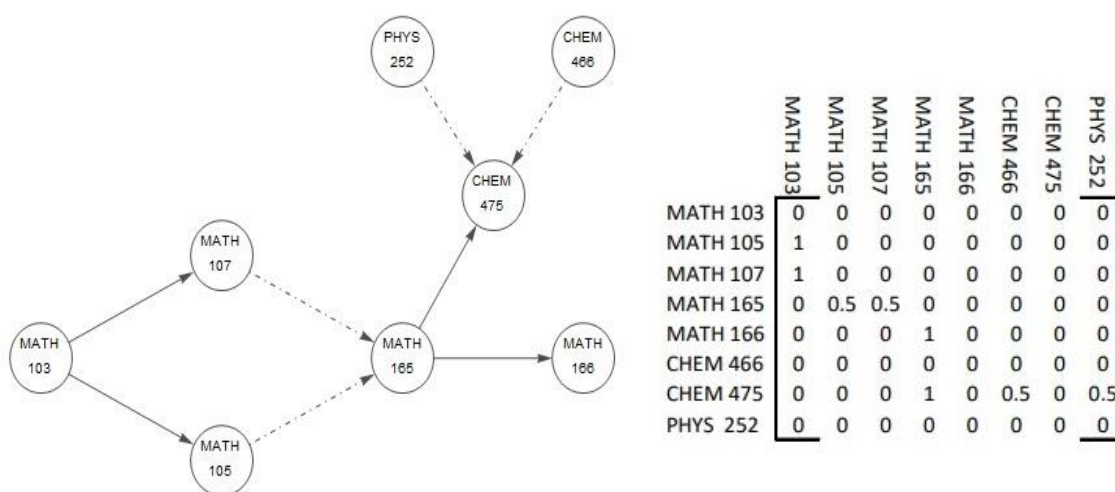 PHYS
252
CHEM
466
CHEM
475
MATH
107
MATH
103
MATH
165
MATH
166
MATH
105
MATH 103
MATH 105
MATH 107
MATH 165
MATH 166
CHEM 466
CHEM 475
PHYS 252
MATH 103 0 0 0 0 0 0 0 0
MATH 105 1 0 0 0 0 0 0 0
MATH 107 1 0 0 0 0 0 0 0
MATH 165 0 0.5 0.5 0 0 0 0 0
MATH 166 0 0 0 1 0 0 0 0
CHEM 466 0 0 0 0 0 0 0 0
CHEM 475 0 0 0 1 0 0.5 0 0.5
PHYS 252 0 0 0 0 0 0 0 0